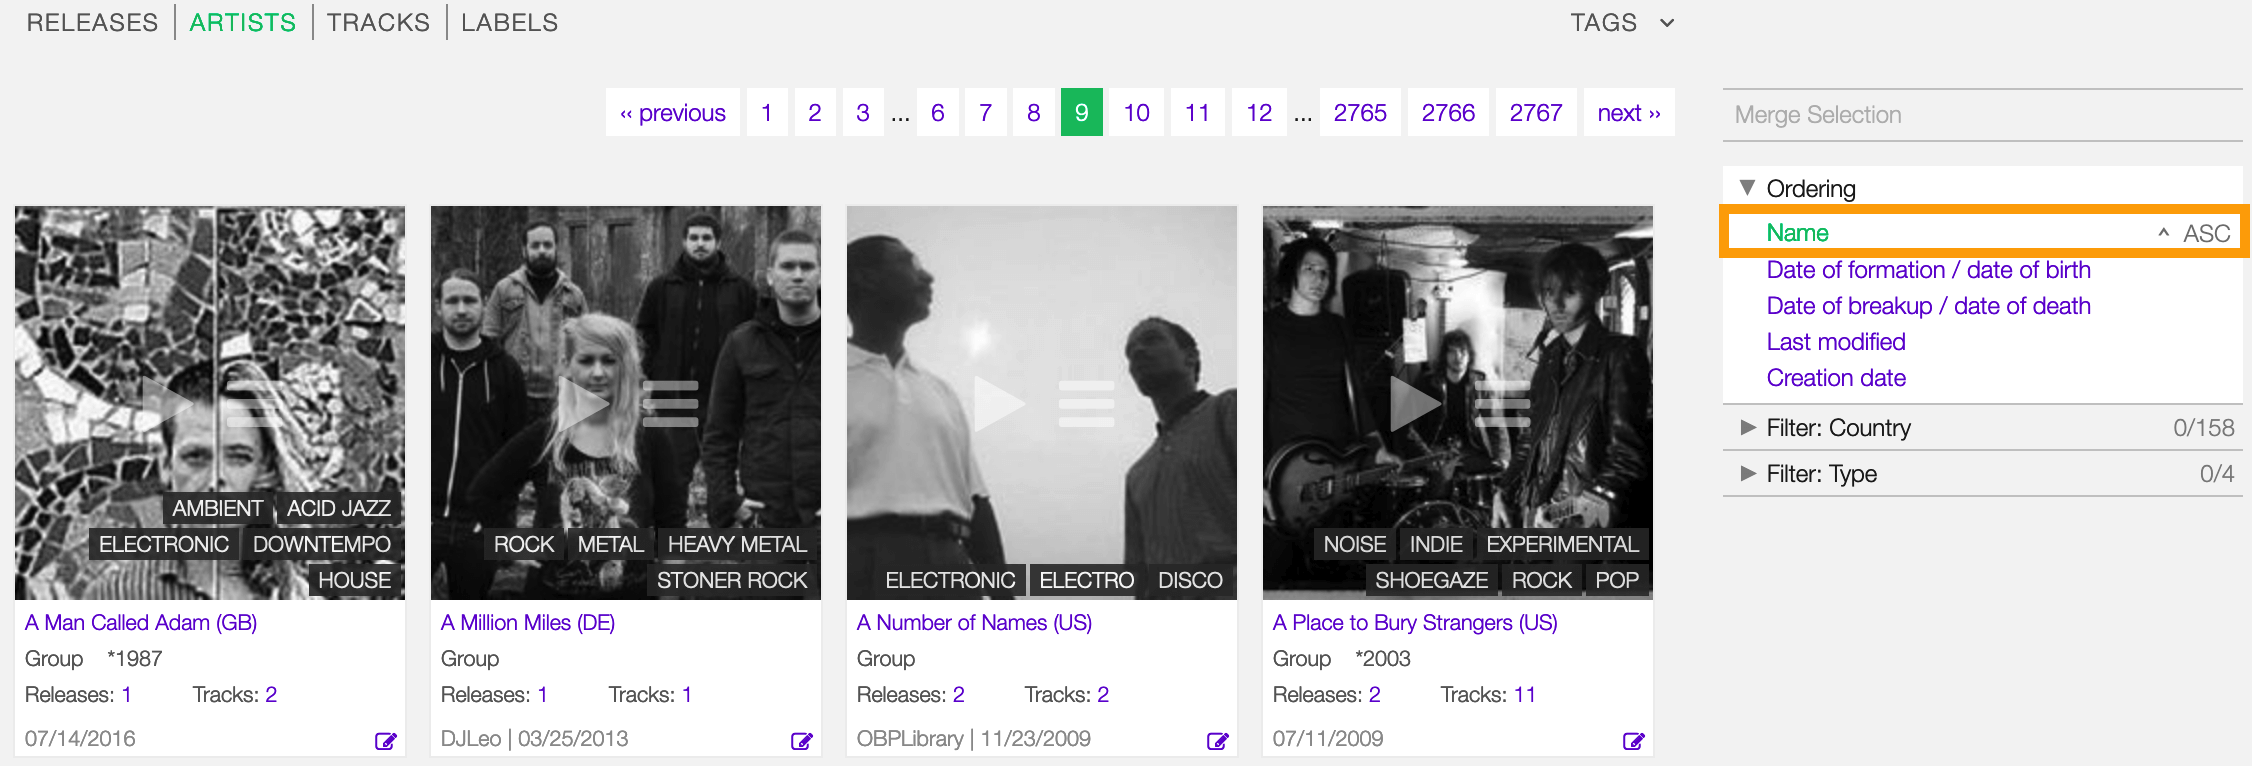 RELEASES ARTISTS TRACKS LABELS TAGS
‹‹ previous 1 2 3 ... 6 7 8 9 10 11 12 ... 2765 2766 2767 next ››
Merge Selection
Ordering
Name ^ ASC
Date of formation / date of birth
Date of breakup / date of death
Last modified
Creation date
Filter: Country 0/158
Filter: Type 0/4
AMBIENT ACID JAZZ
ELECTRONIC DOWNTEMPO
HOUSE
A Man Called Adam (GB)
Group *1987
Releases: 1 Tracks: 2
07/14/2016
ROCK METAL HEAVY METAL
STONER ROCK
A Million Miles (DE)
Group
Releases: 1 Tracks: 1
DJLeo | 03/25/2013
ELECTRONIC ELECTRO DISCO
A Number of Names (US)
Group
Releases: 2 Tracks: 2
OBPLibrary | 11/23/2009
NOISE INDIE EXPERIMENTAL
SHOEGAZE ROCK POP
A Place to Bury Strangers (US)
Group *2003
Releases: 2 Tracks: 11
07/11/2009